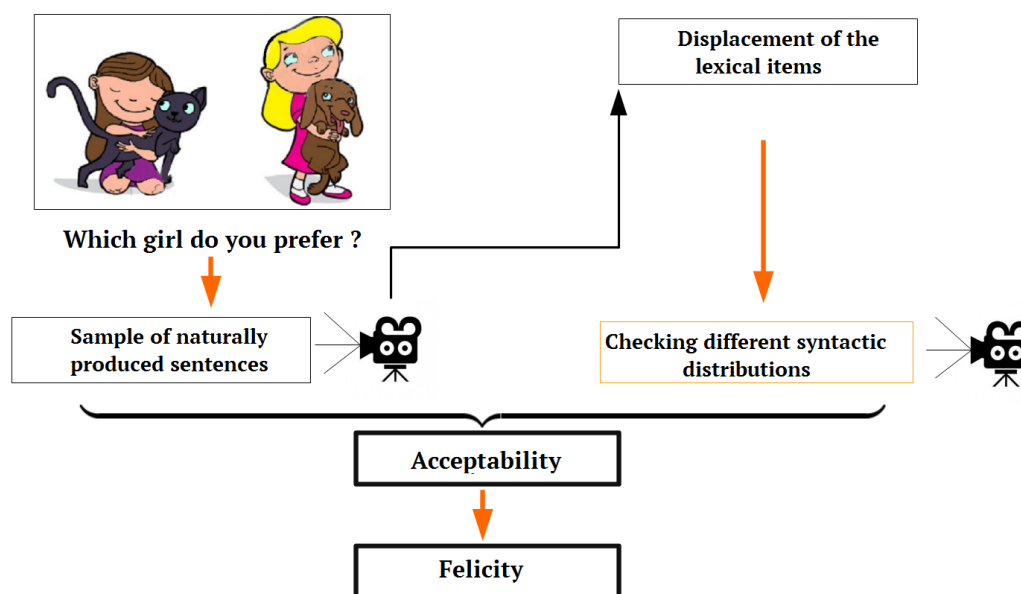 Displacement of the
lexical items
Which girl do you prefer ?
Sample of naturally
produced sentences
Checking different syntactic
distributions
Acceptability
Felicity